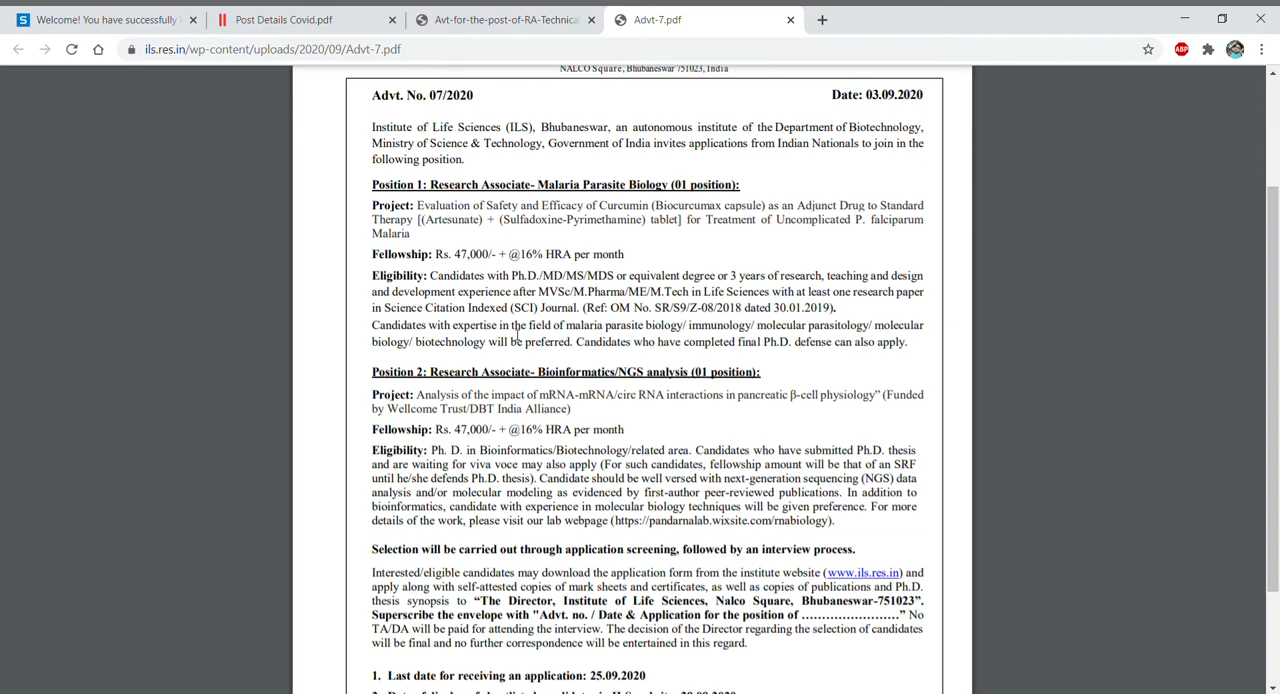 Welcome! You have successfully
Post Details Covid.pdf
Avt-for-the-post-of-RA-Technica
Advt-7.pdf
ils.res.in/wp-content/uploads/2020/09/Advt-7.pdf
ABP
NALCO Square, Bhubaneswar 751023, India
Advt. No. 07/2020 Date: 03.09.2020
Institute of Life Sciences (ILS), Bhubaneswar, an autonomous institute of the Department of Biotechnology,
Ministry of Science & Technology, Government of India invites applications from Indian Nationals to join in the
following position.
Position 1: Research Associate- Malaria Parasite Biology (01 position):
Project: Evaluation of Safety and Efficacy of Curcumin (Biocurcumax capsule) as an Adjunct Drug to Standard
Therapy [(Artesunate) + (Sulfadoxine-Pyrimethamine) tablet] for Treatment of Uncomplicated P. falciparum
Malaria
Fellowship: Rs. 47,000/- + @16% HRA per month
Eligibility: Candidates with Ph.D./MD/MS/MDS or equivalent degree or 3 years of research, teaching and design
and development experience after MVSc/M.Pharma/ME/M.Tech in Life Sciences with at least one research paper
in Science Citation Indexed (SCI) Journal. (Ref: OM No. SR/S9/Z-08/2018 dated 30.01.2019).
Candidates with expertise in the field of malaria parasite biology/ immunology/ molecular parasitology/ molecular
biology/ biotechnology will be preferred. Candidates who have completed final Ph.D. defense can also apply.
Position 2: Research Associate- Bioinformatics/NGS analysis (01 position):
Project: Analysis of the impact of mRNA-mRNA/circ RNA interactions in pancreatic β-cell physiology” (Funded
by Wellcome Trust/DBT India Alliance)
Fellowship: Rs. 47,000/- + @16% HRA per month
Eligibility: Ph. D. in Bioinformatics/Biotechnology/related area. Candidates who have submitted Ph.D. thesis
and are waiting for viva voce may also apply (For such candidates, fellowship amount will be that of an SRF
until he/she defends Ph.D. thesis). Candidate should be well versed with next-generation sequencing (NGS) data
analysis and/or molecular modeling as evidenced by first-author peer-reviewed publications. In addition to
bioinformatics, candidate with experience in molecular biology techniques will be given preference. For more
details of the work, please visit our lab webpage (https://pandarnalab.wixsite.com/rnabiology).
Selection will be carried out through application screening, followed by an interview process.
Interested/eligible candidates may download the application form from the institute website (www.ils.res.in) and
apply along with self-attested copies of mark sheets and certificates, as well as copies of publications and Ph.D.
thesis synopsis to “The Director, Institute of Life Sciences, Nalco Square, Bhubaneswar-751023”.
Superscribe the envelope with "Advt. no. / Date & Application for the position of ........................” No
TA/DA will be paid for attending the interview. The decision of the Director regarding the selection of candidates
will be final and no further correspondence will be entertained in this regard.
1. Last date for receiving an application: 25.09.2020